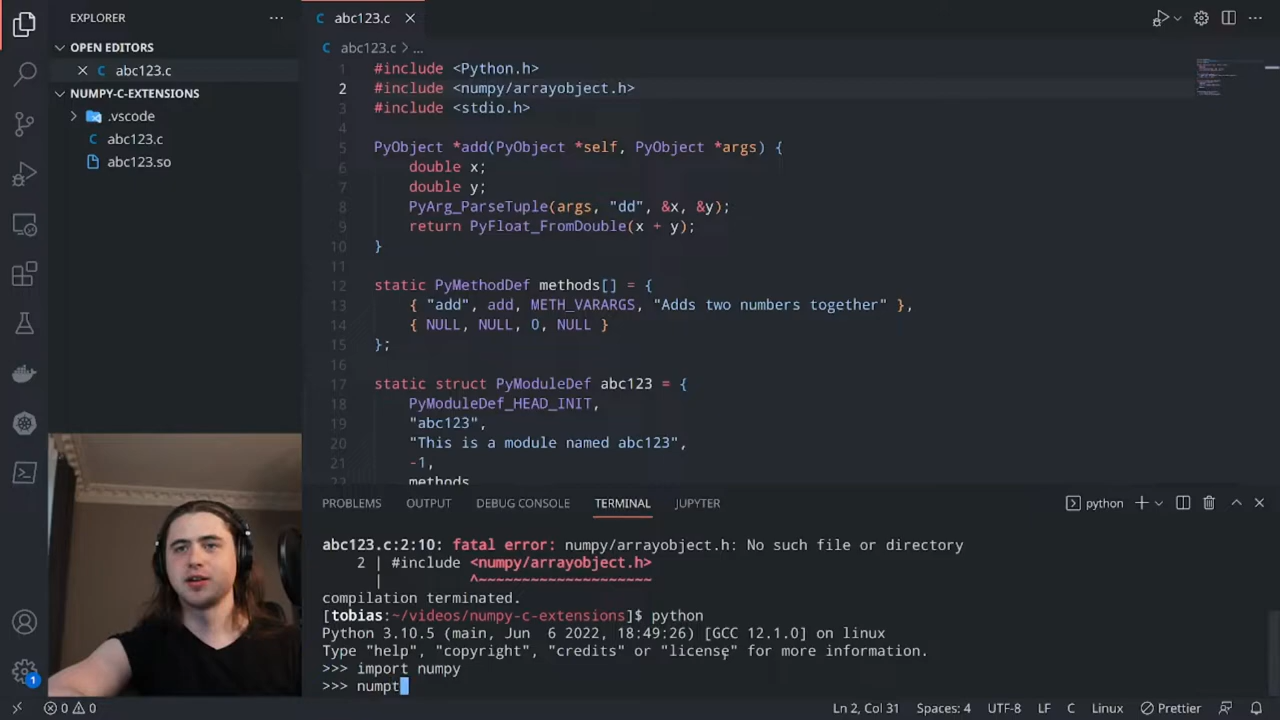 EXPLORER
OPEN EDITORS
abc123.c
NUMPY-C-EXTENSIONS
.vscode
abc123.c
abc123.so
1
abc123.c
abc123.c > ...
1 #include <Python.h>
2 #include <numpy/arrayobject.h>
3 #include <stdio.h>
4
5 PyObject *add(PyObject *self, PyObject *args) {
6 double x;
7 double y;
8 PyArg_ParseTuple(args, "dd", &x, &y);
9 return PyFloat_FromDouble(x + y);
10 }
11
12 static PyMethodDef methods[] = {
13 { "add", add, METH_VARARGS, "Adds two numbers together" },
14 { NULL, NULL, 0, NULL }
15 };
16
17 static struct PyModuleDef abc123 = {
18 PyModuleDef_HEAD_INIT,
19 "abc123",
20 "This is a module named abc123",
21 -1,
22 methods
PROBLEMS OUTPUT DEBUG CONSOLE TERMINAL JUPYTER
python
abc123.c:2:10: fatal error: numpy/arrayobject.h: No such file or directory
2 | #include <numpy/arrayobject.h>
| ^~~~~~~~~~~~~~~~~~~~~
compilation terminated.
[tobias:~/videos/numpy-c-extensions]$ python
Python 3.10.5 (main, Jun 6 2022, 18:49:26) [GCC 12.1.0] on linux
Type "help", "copyright", "credits" or "license" for more information.
>>> import numpy
>>> numpt
0 0 Ln 2, Col 31 Spaces: 4 UTF-8 LF C Linux Prettier